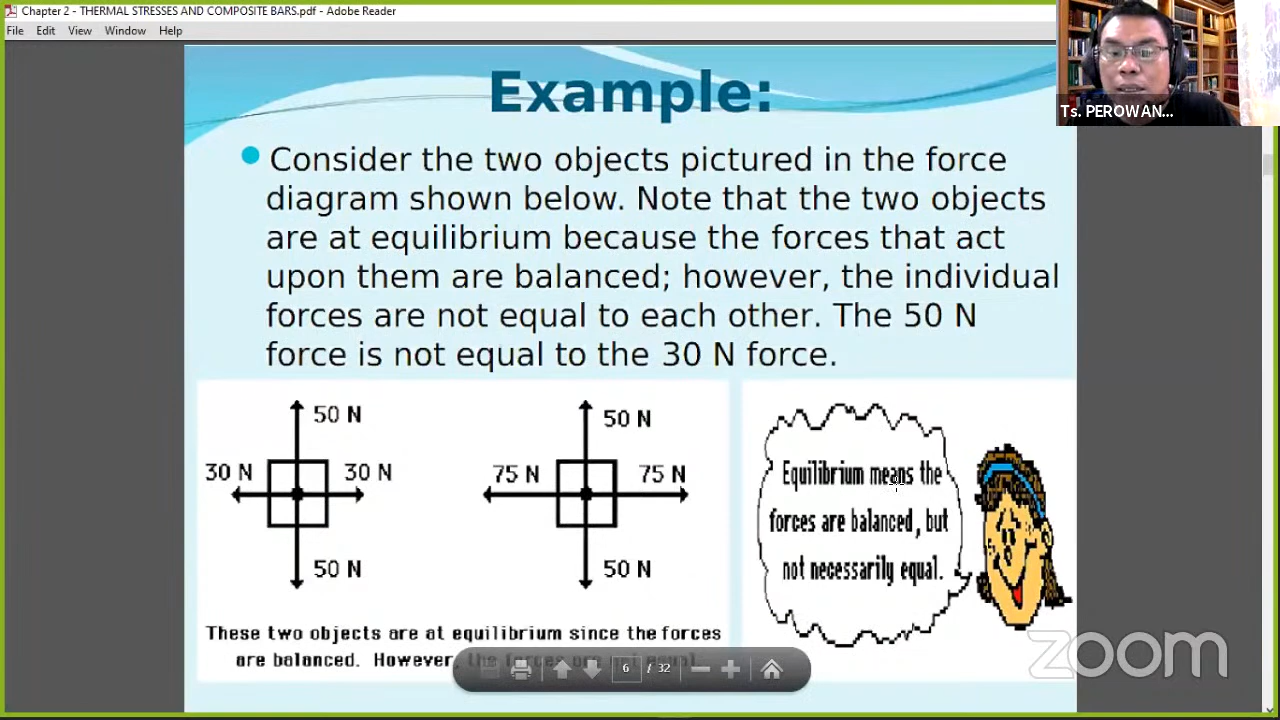 Chapter 2 - THERMAL STRESSES AND COMPOSITE BARS.pdf - Adobe Reader
File Edit View Window Help
Ts. PEROWAN...
Example:
Consider the two objects pictured in the force
diagram shown below. Note that the two objects
are at equilibrium because the forces that act
upon them are balanced; however, the individual
forces are not equal to each other. The 50 N
force is not equal to the 30 N force.
50 N
30 N
30 N
50 N
50 N
75 N
75 N
50 N
These two objects are at equilibrium since the forces
are balanced. However, the forces are not equal.
Equilibrium means the
forces are balanced, but
not necessarily equal.
6 / 32
zoom